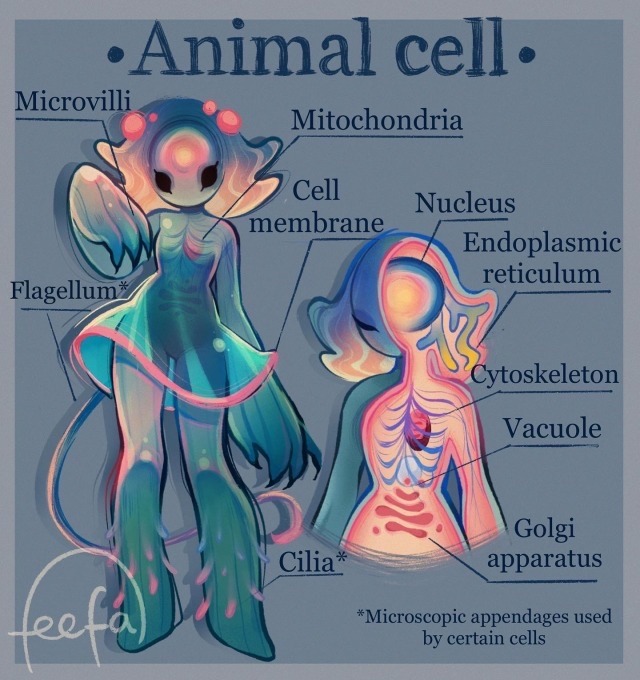 •Animal cell•
Microvilli
Mitochondria
Cell
membrane
Nucleus
Endoplasmic
reticulum
Flagellum*
Cytoskeleton
Vacuole
Golgi
apparatus
Cilia*
*Microscopic appendages used
by certain cells
feefal